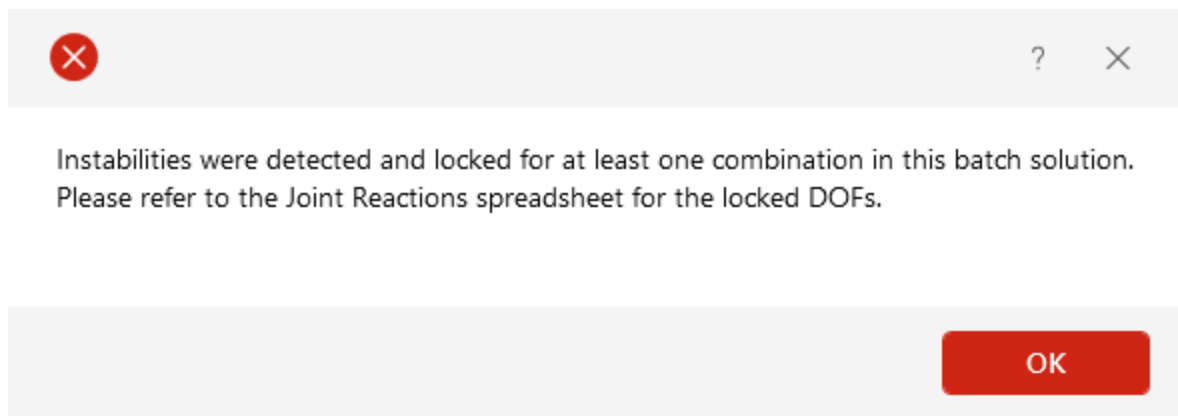 ?
Instabilities were detected and locked for at least one combination in this batch solution.
Please refer to the Joint Reactions spreadsheet for the locked DOFs.
OK